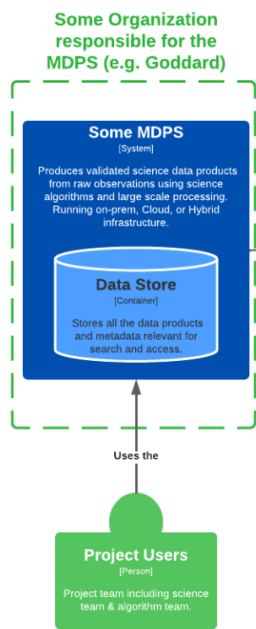 Some Organization
responsible for the
MDPS (e.g. Goddard)
Some MDPS
[System]
Produces validated science data products
from raw observations using science
algorithms and large scale processing.
Running on-prem, Cloud, or Hybrid
infrastructure.
Data Store
[Container]
Stores all the data products
and metadata relevant for
search and access.
Uses the
Project Users
[Person]
Project team including science
team & algorithm team.